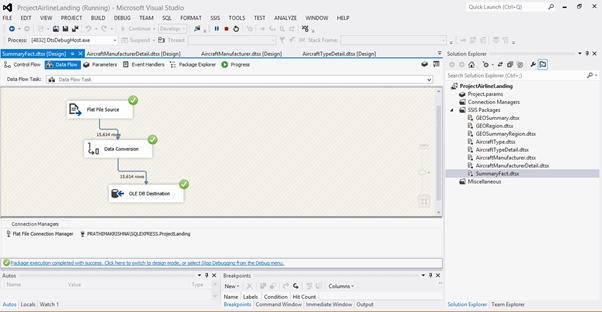 ProjectAirlineLanding (Running) - Microsoft Visual Studio
Quick Launch (Ctrl+Q)
FILE EDIT VIEW PROJECT BUILD DEBUG TEAM SQL FORMAT SSIS TOOLS TEST ANALYZE WINDOW HELP
Continue
Develop
Process: [4832] DtsDebugHost.exe Suspend Thread: Stack Frame:
SummaryFact.dtsx [Design] AircraftManufacturerDetail.dtsx [Design] AircraftManufacturer.dtsx [Design] AircraftTypeDetail.dtsx [Design]
Control Flow Data Flow Parameters Event Handlers Package Explorer Progress
Data Flow Task: Data Flow Task
Flat File Source
15,614 rows
Data Conversion
15,614 rows
OLE DB Destination
Connection Managers
Flat File Connection Manager PRATHIMAKRISHNA\SQLEXPRESS.ProjectLanding
Package execution completed with success. Click here to switch to design mode, or select Stop Debugging from the Debug menu.
Autos
Name Value Type
Autos Locals Watch 1
Breakpoints
New Columns
Name Labels Condition Hit Count
Breakpoints Command Window Immediate Window Output
Solution Explorer
Search Solution Explorer (Ctrl+;)
ProjectAirlineLanding
Project.params
Connection Managers
SSIS Packages
GEOSummary.dtsx
GEORegion.dtsx
GEOSummaryRegion.dtsx
AircraftType.dtsx
AircraftTypeDetail.dtsx
AircraftManufacturer.dtsx
AircraftManufacturerDetail.dtsx
SummaryFact.dtsx
Miscellaneous
Solution Explorer Team Explorer